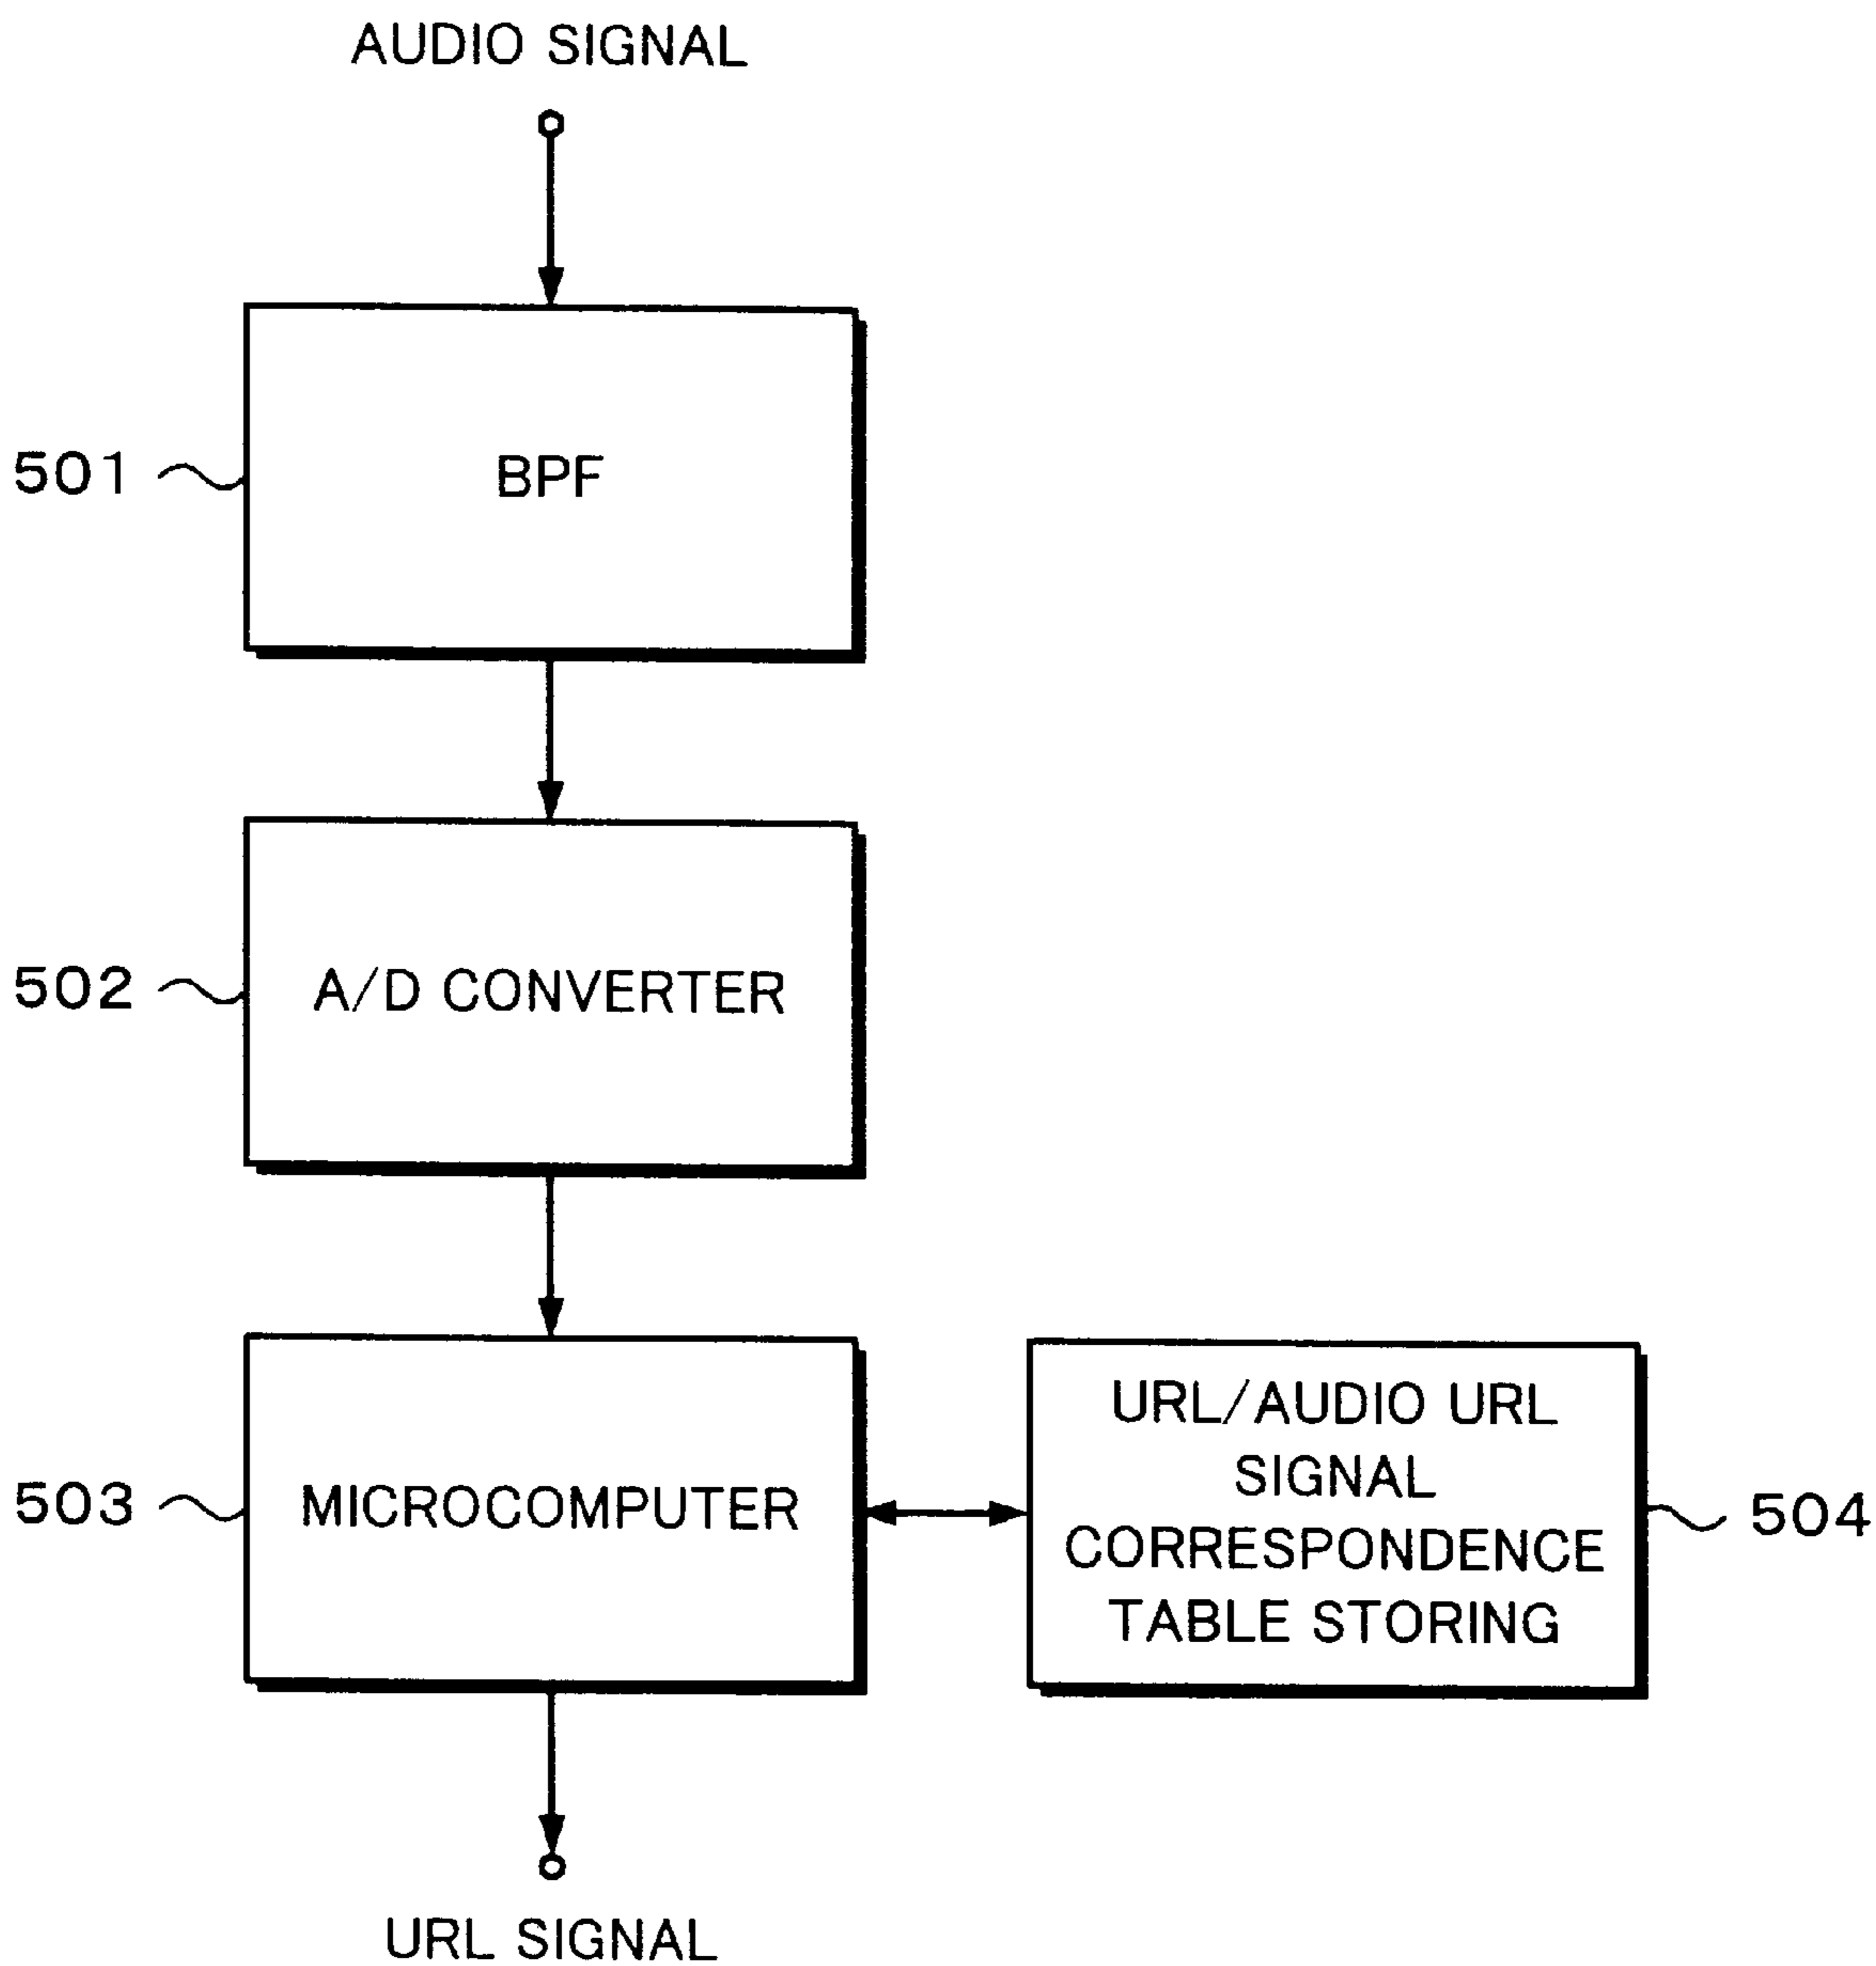 AUDIO SIGNAL
501
BPF
502
A/D CONVERTER
503
MICROCOMPUTER
URL/AUDIO URL
SIGNAL
CORRESPONDENCE
TABLE STORING
504
URL SIGNAL